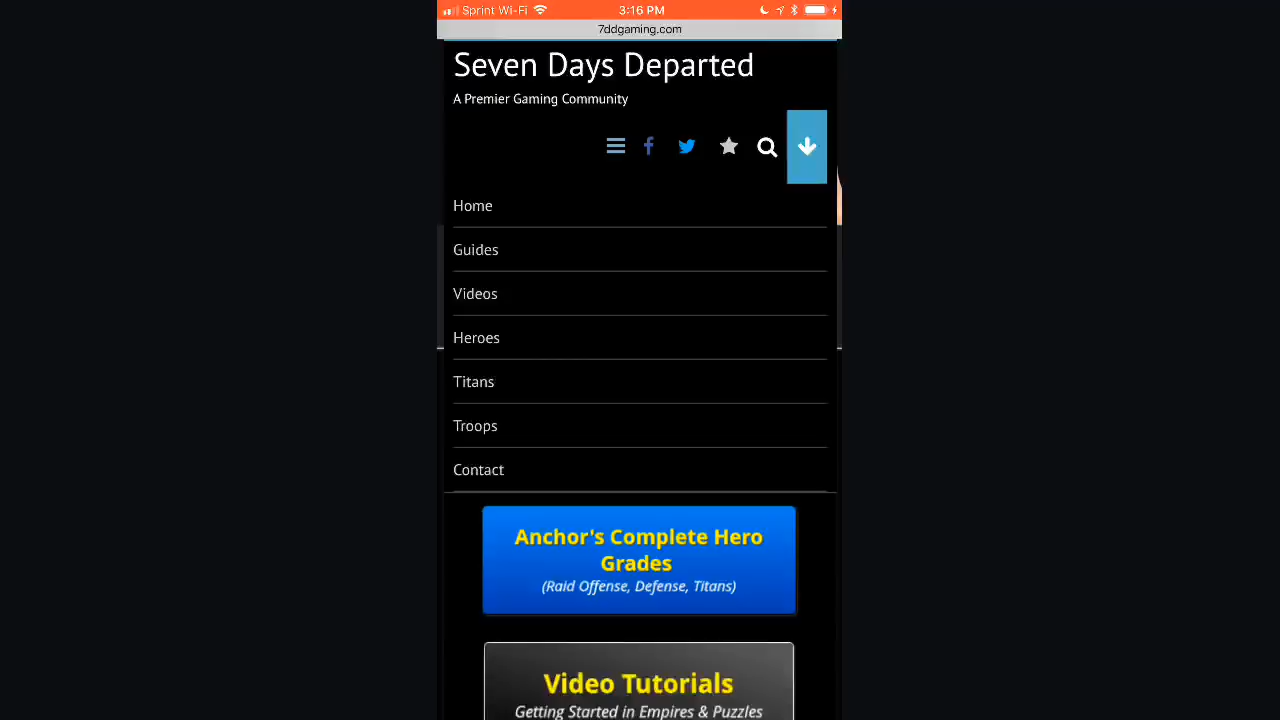 Sprint Wi-Fi 3:16 PM
7ddgaming.com
Seven Days Departed
A Premier Gaming Community
Home
Guides
Videos
Heroes
Titans
Troops
Contact
Anchor's Complete Hero
Grades
(Raid Offense, Defense, Titans)
Video Tutorials
Getting Started in Empires & Puzzles